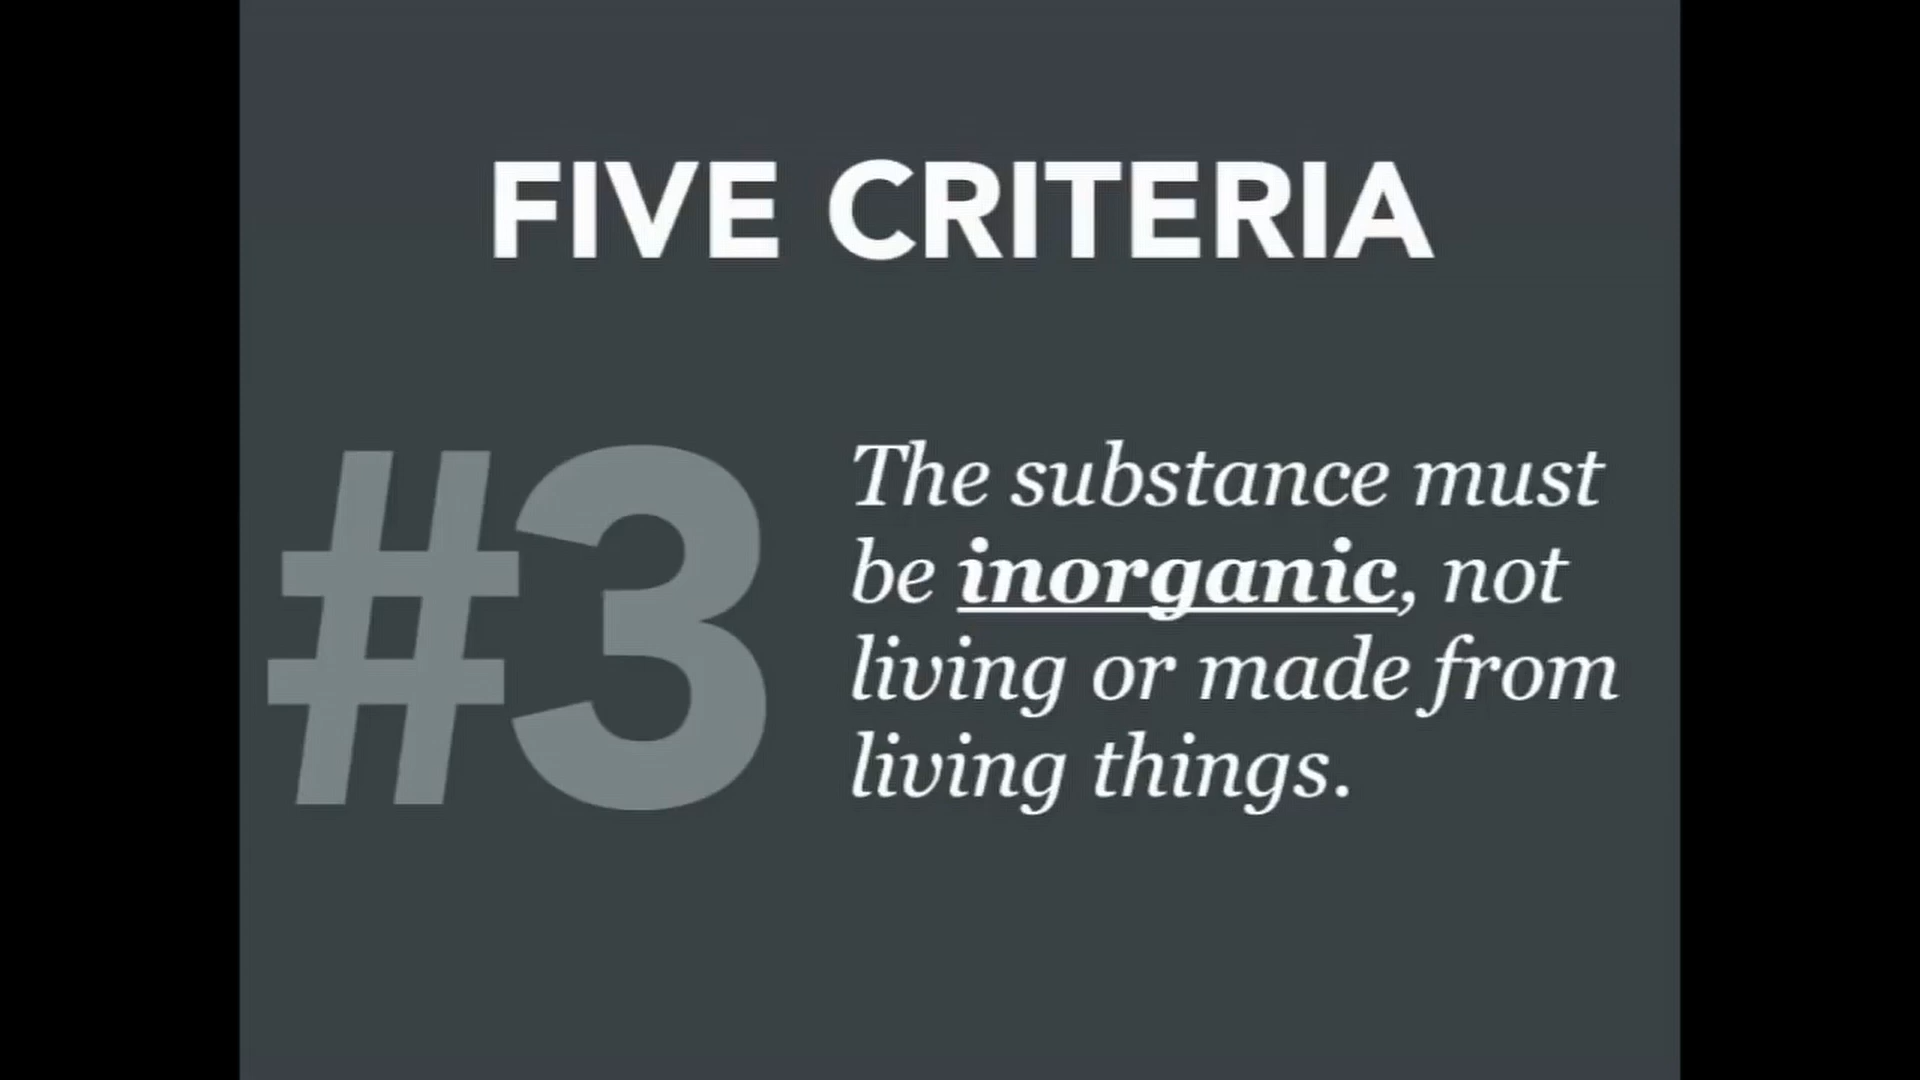 FIVE CRITERIA
#3
The substance must
be inorganic, not
living or made from
living things.